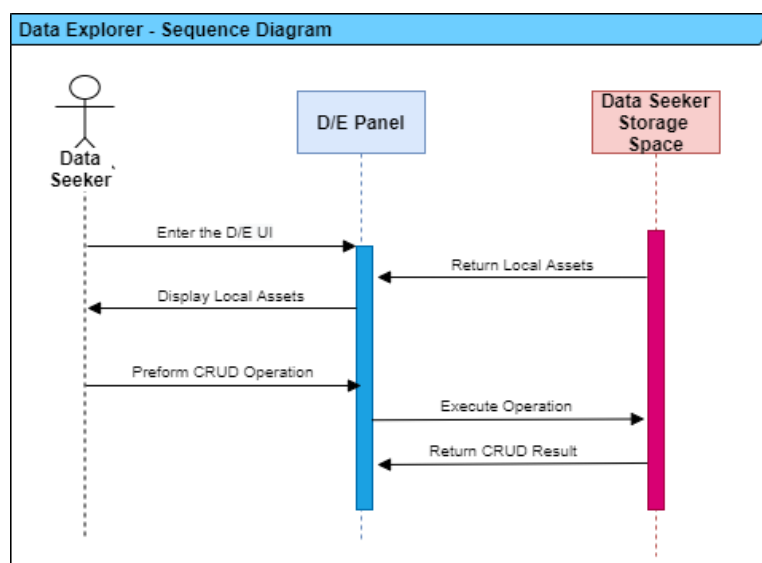 Data Explorer - Sequence Diagram
Data
Seeker
D/E Panel
Data Seeker
Storage
Space
Enter the D/E UI
Return Local Assets
Display Local Assets
Preform CRUD Operation
Execute Operation
Return CRUD Result